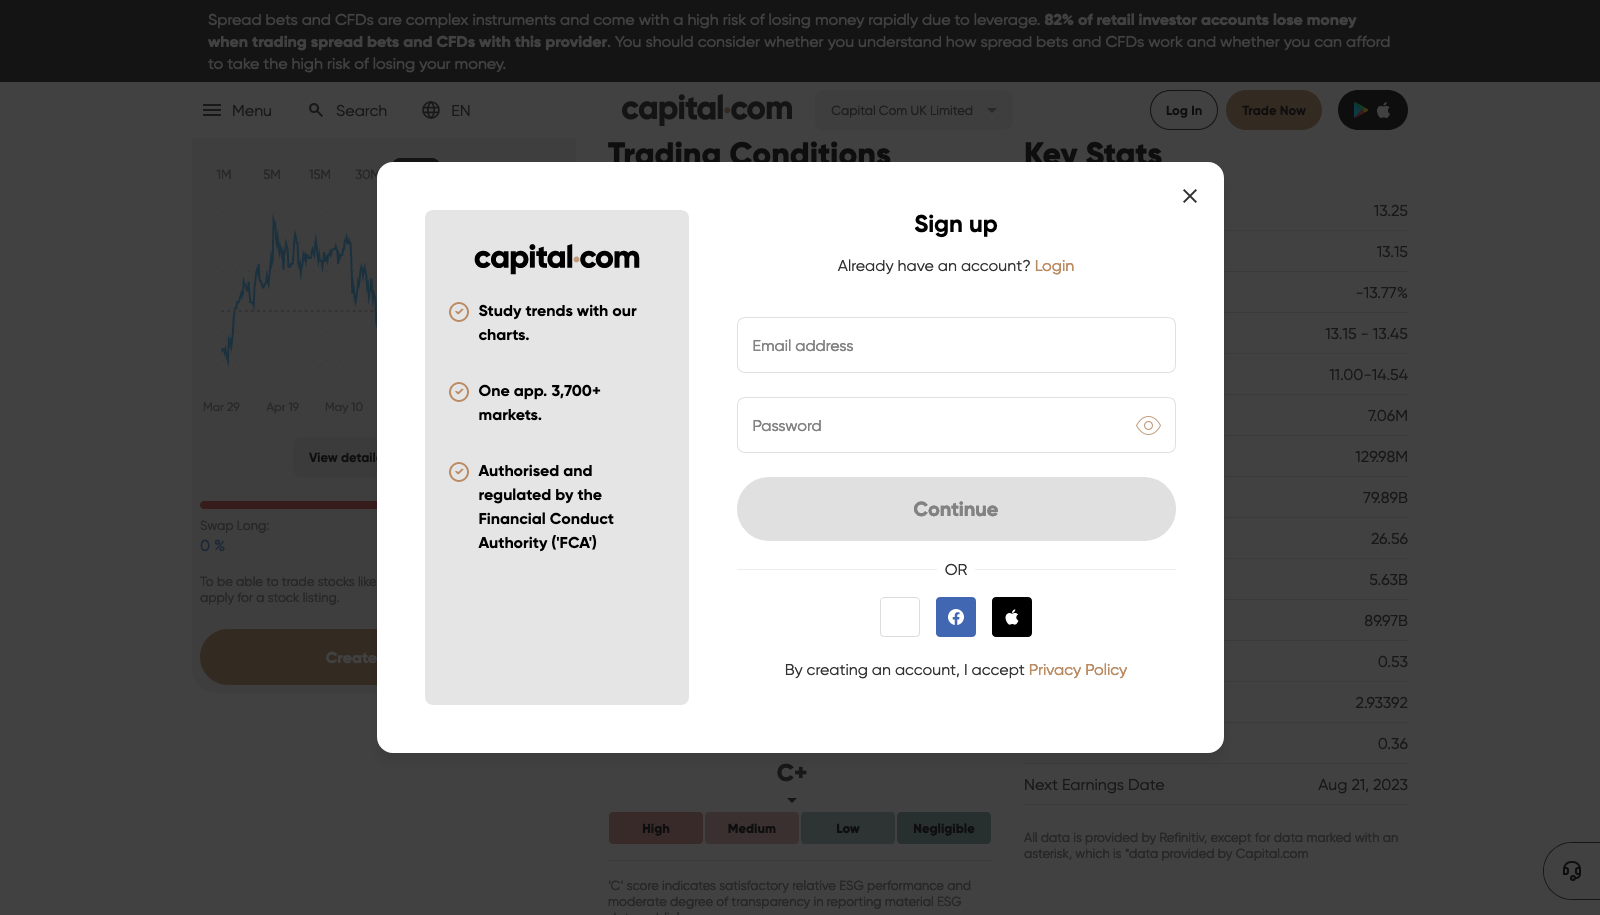 Spread bets and CFDs are complex instruments and come with a high risk of losing money rapidly due to leverage. 82% of retail investor accounts lose money
when trading spread bets and CFDs with this provider. You should consider whether you understand how spread bets and CFDs work and whether you can afford
to take the high risk of losing your money.
Menu
Search
EN
capital.com
Capital Com UK Limited
Log In
Trade Now
Trading Conditions
Key Stats
1M
5M
15M
30M
Mar 29
Apr 19
May 10
View detail
Swap Long:
0 %
To be able to trade stocks like
apply for a stock listing.
Create
capital.com
Study trends with our
charts.
One app. 3,700+
markets.
Authorised and
regulated by the
Financial Conduct
Authority ('FCA')
Sign up
Already have an account? Login
Email address
Password
Continue
OR
By creating an account, I accept Privacy Policy
13.25
13.15
-13.77%
13.15 - 13.45
11.00-14.54
7.06M
129.98M
79.89B
26.56
5.63B
89.97B
0.53
2.93392
0.36
Next Earnings Date
Aug 21, 2023
All data is provided by Refinitiv, except for data marked with an
asterisk, which is *data provided by Capital.com
C+
High
Medium
Low
Negligible
'C' score indicates satisfactory relative ESG performance and
moderate degree of transparency in reporting material ESG